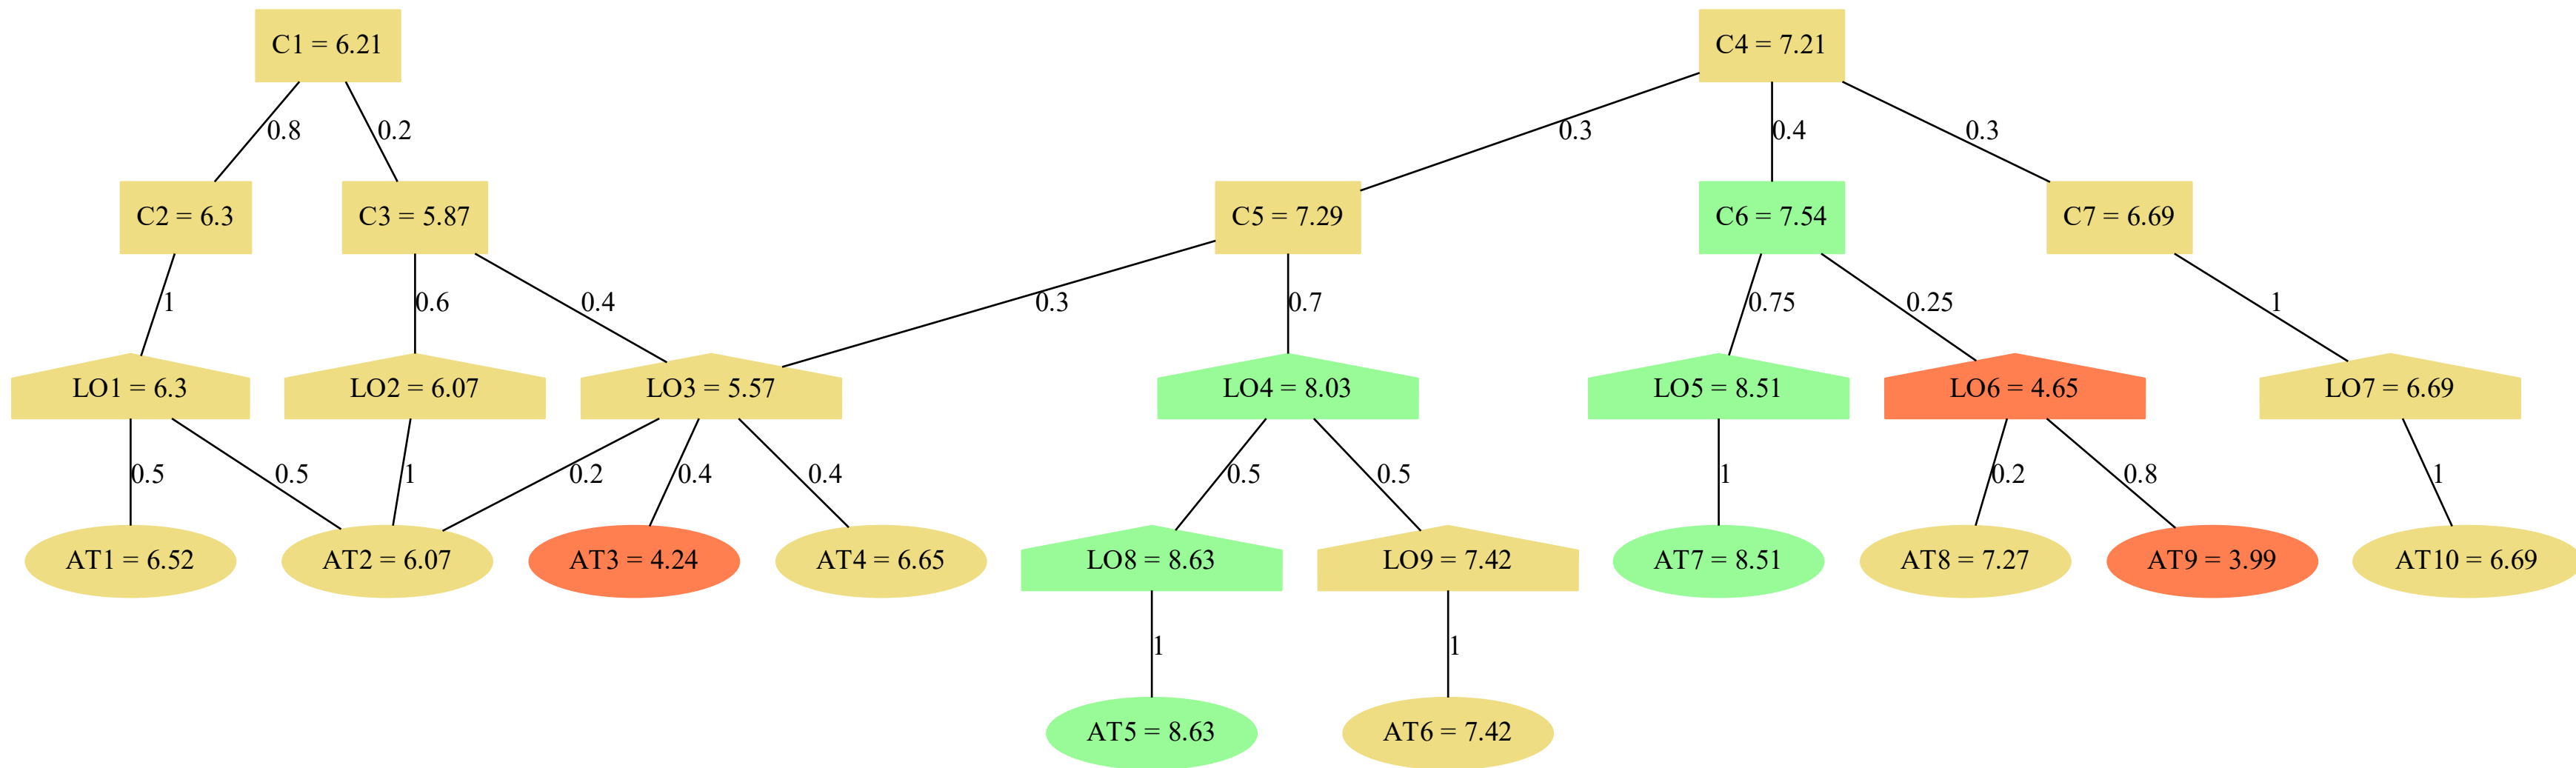 C1 = 6.21
C4 = 7.21
0.8
0.2
0.3
0.4
0.3
C2 = 6.3
C3 = 5.87
C5 = 7.29
C6 = 7.54
C7 = 6.69
1
0.6
0.4
0.3
0.7
0.75
0.25
1
LO1 = 6.3
LO2 = 6.07
LO3 = 5.57
LO4 = 8.03
LO5 = 8.51
LO6 = 4.65
LO7 = 6.69
0.5
0.5
1
0.2
0.4
0.4
0.5
0.5
1
0.2
0.8
1
AT1 = 6.52
AT2 = 6.07
AT3 = 4.24
AT4 = 6.65
LO8 = 8.63
LO9 = 7.42
AT7 = 8.51
AT8 = 7.27
AT9 = 3.99
AT10 = 6.69
1
1
AT5 = 8.63
AT6 = 7.42